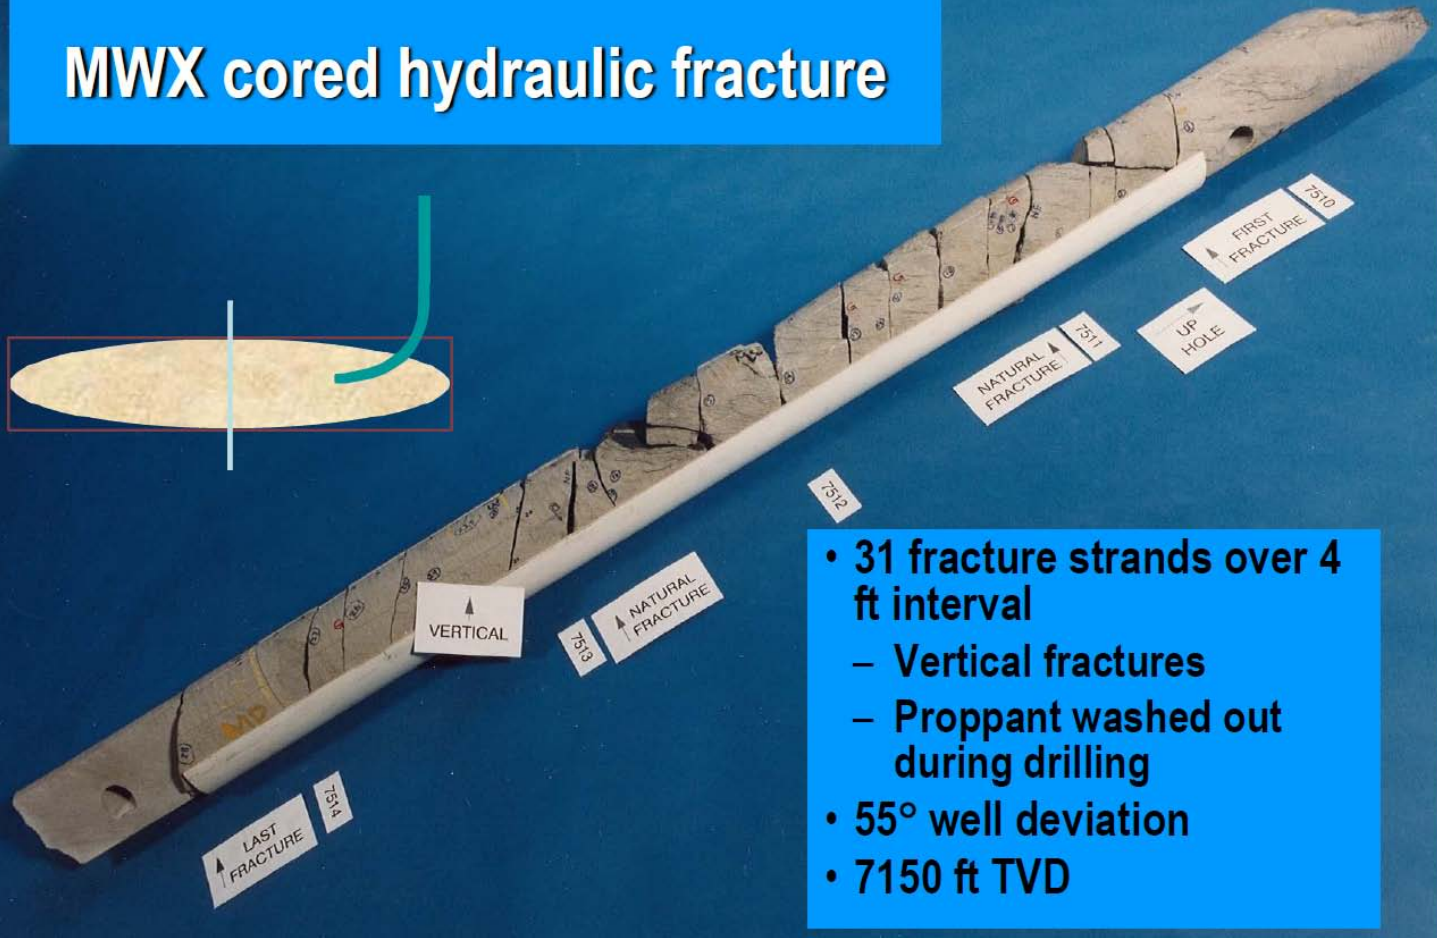 MWX cored hydraulic fracture
7510
FIRST
FRACTURE
UP
HOLE
7511
NATURAL
FRACTURE
7512
NATURAL
FRACTURE
7513
VERTICAL
7514
LAST
FRACTURE
MD
• 31 fracture strands over 4
ft interval
– Vertical fractures
– Proppant washed out
during drilling
• 55° well deviation
• 7150 ft TVD